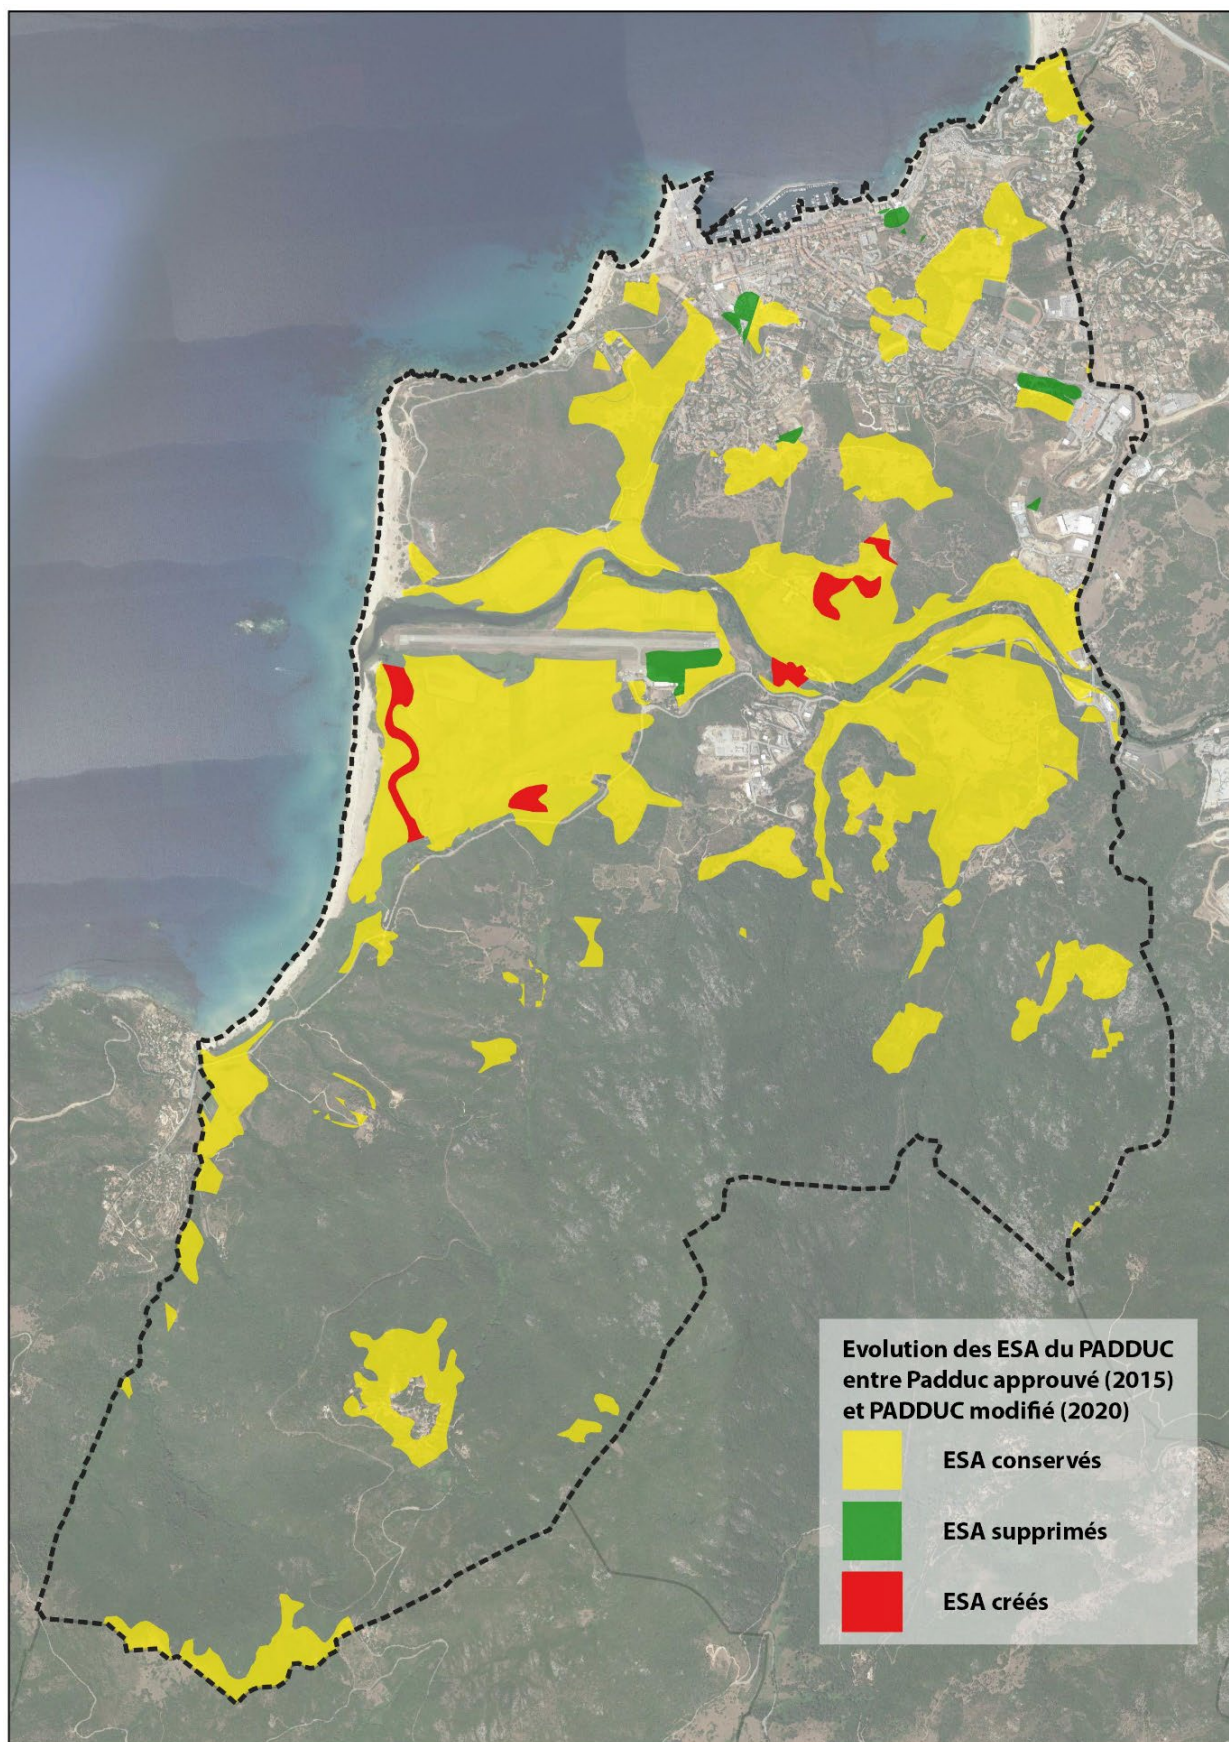 Evolution des ESA du PADDUC
entre Padduc approuvé (2015)
et PADDUC modifié (2020)
ESA conservés
ESA supprimés
ESA créés